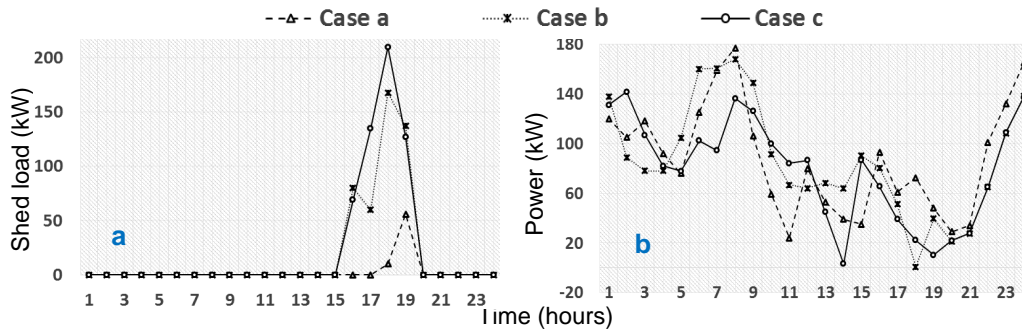 Case a Case b Case c
Shed load (kW)
200
150
100
50
0
a
1 3 5 7 9 11 13 15 17 19 21 23
Power (kW)
180
140
100
60
20
-20
b
1 3 5 7 9 11 13 15 17 19 21 23
Time (hours)